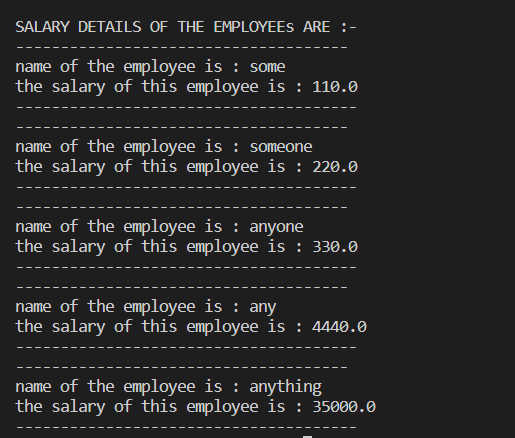 SALARY DETAILS OF THE EMPLOYEEs ARE :-
-------------------------------------
name of the employee is : some
the salary of this employee is : 110.0
--------------------------------------
-------------------------------------
name of the employee is : someone
the salary of this employee is : 220.0
--------------------------------------
-------------------------------------
name of the employee is : anyone
the salary of this employee is : 330.0
--------------------------------------
-------------------------------------
name of the employee is : any
the salary of this employee is : 4440.0
--------------------------------------
-------------------------------------
name of the employee is : anything
the salary of this employee is : 35000.0
--------------------------------------